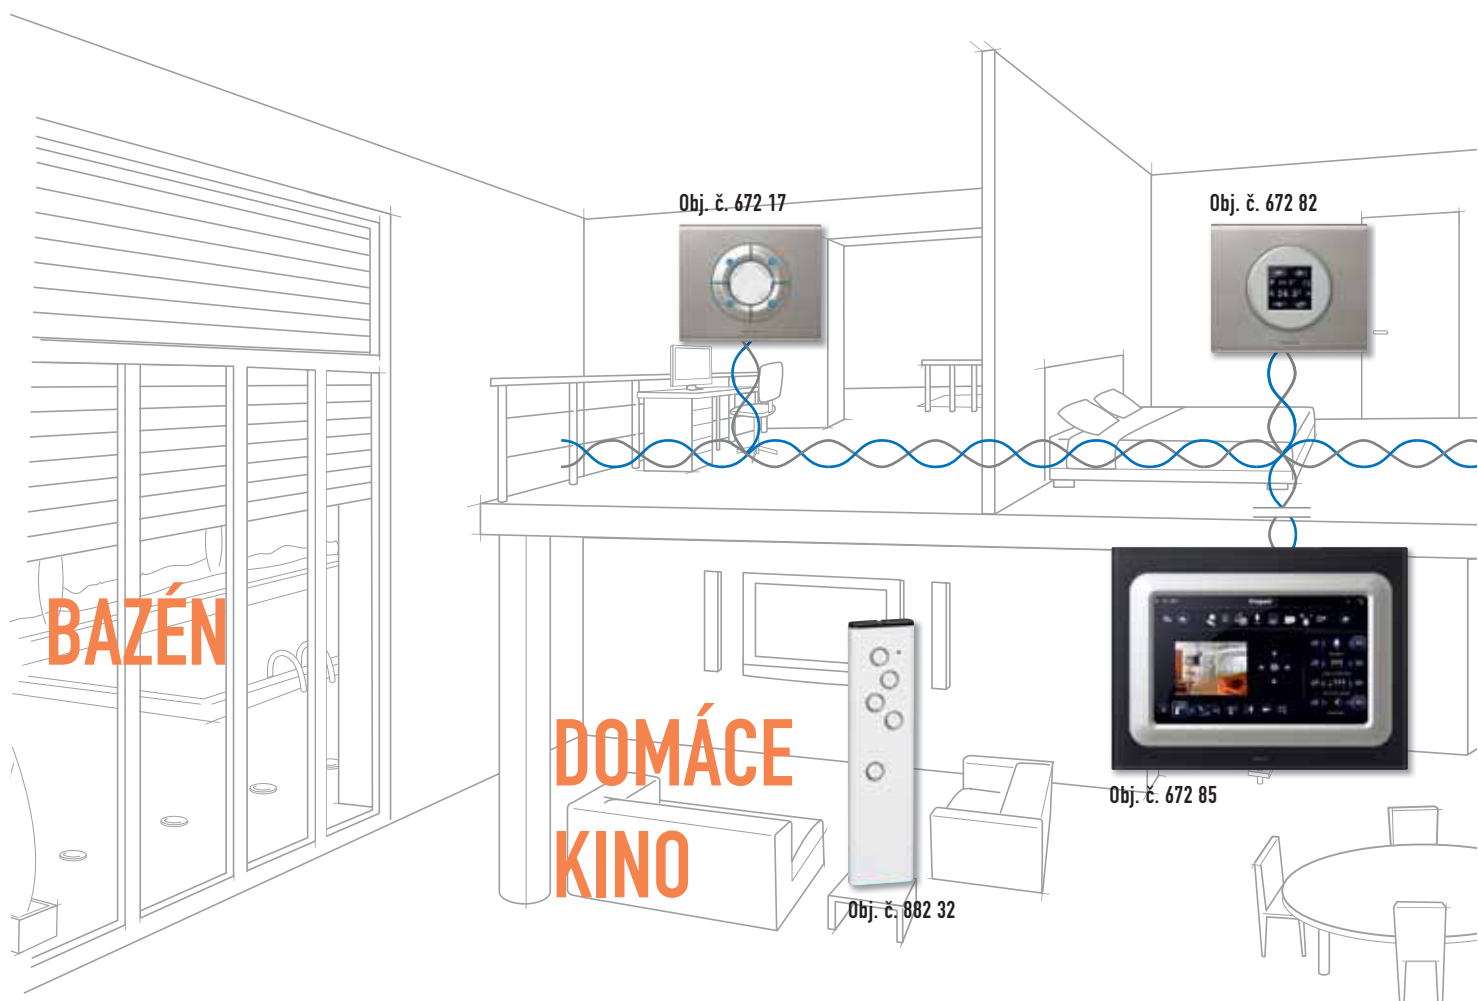 Obj. č. 672 17
Obj. č. 672 82
BAZÉN
DOMÁCE
KINO
Obj. č. 672 85
Obj. č. 882 32